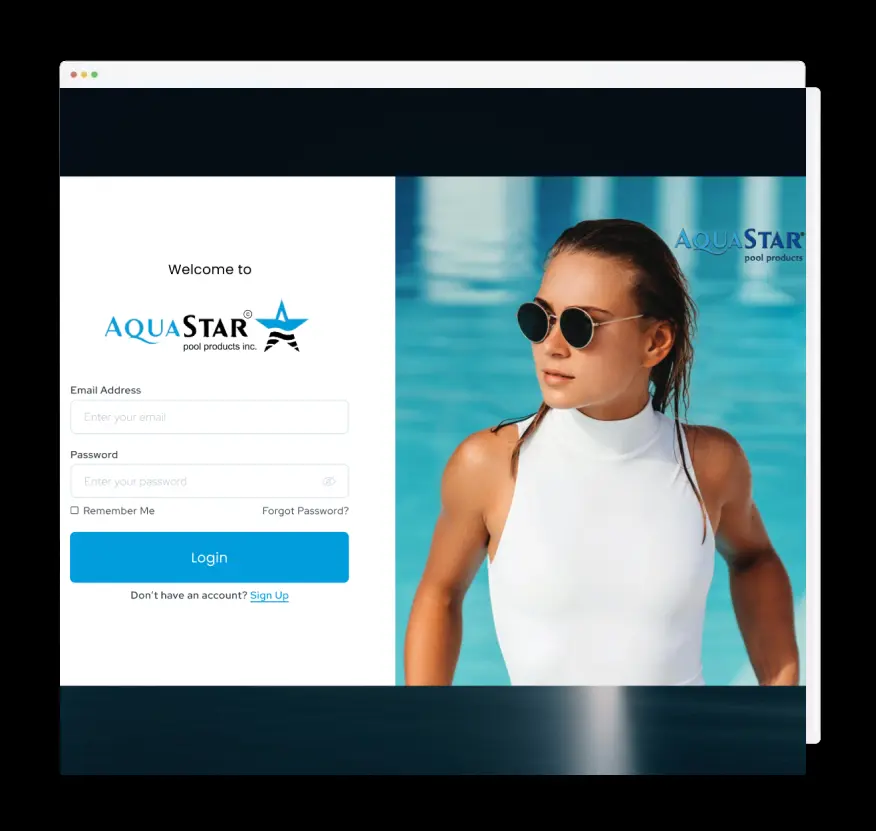 Welcome to
AQUASTAR©
pool products inc.
Email Address
Enter your email
Password
Enter your password
Remember Me
Forgot Password?
Login
Don't have an account? Sign Up
AQUASTAR®
pool products